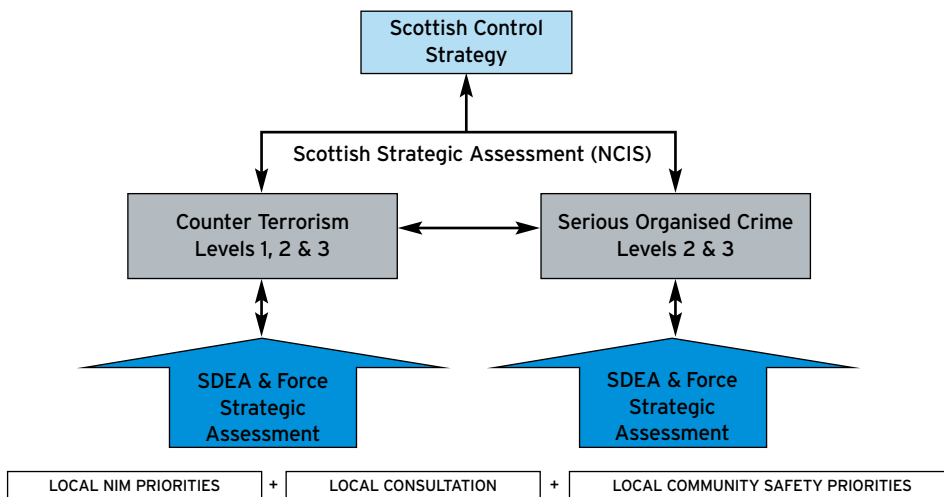 Scottish Control
Strategy
Scottish Strategic Assessment (NCIS)
Counter Terrorism
Levels 1, 2 & 3
Serious Organised Crime
Levels 2 & 3
SDEA & Force
Strategic
Assessment
SDEA & Force
Strategic
Assessment
LOCAL NIM PRIORITIES + LOCAL CONSULTATION + LOCAL COMMUNITY SAFETY PRIORITIES